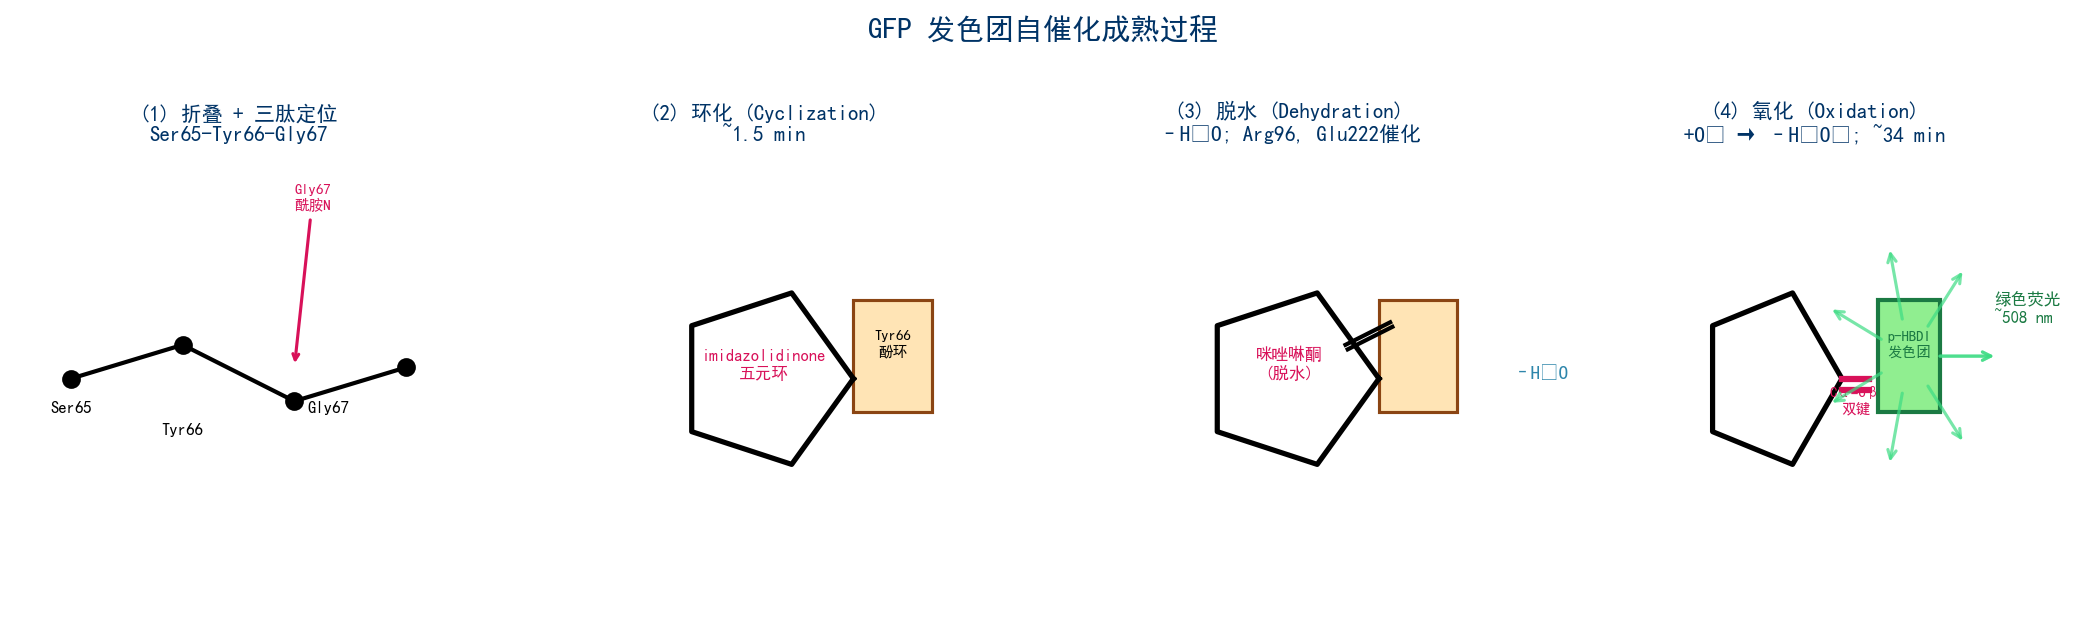 GFP 发色团自催化成熟过程
(1) 折叠 + 三肽定位
Ser65-Tyr66-Gly67
Gly67
酰胺N
Ser65
Tyr66
Gly67
(2) 环化 (Cyclization)
~1.5 min
imidazolidinone
五元环
Tyr66
酚环
(3) 脱水 (Dehydration)
-H□O; Arg96, Glu222催化
咪唑啉酮
(脱水)
-H□O
(4) 氧化 (Oxidation)
+O□ → -H□O□; ~34 min
绿色荧光
~508 nm
p-HBDI
发色团
双键